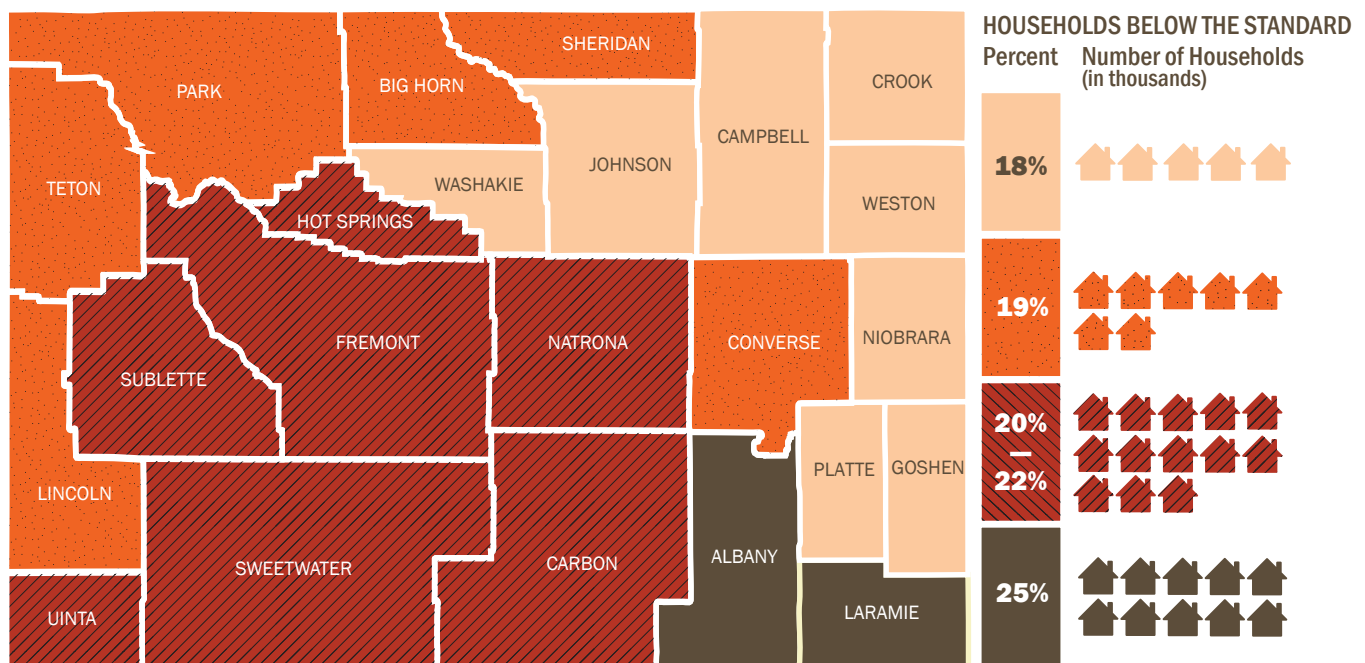 HOUSEHOLDS BELOW THE STANDARD
Percent
Number of Households
(in thousands)
SHERIDAN
PARK
BIG HORN
CROOK
CAMPBELL
JOHNSON
TETON
WASHAKIE
WESTON
HOT SPRINGS
FREMONT
NATRONA
CONVERSE
NIOBRARA
SUBLETTE
PLATTE
GOSHEN
LINCOLN
ALBANY
SWEETWATER
CARBON
UINTA
LARAMIE
18%
19%
20%
–
22%
25%